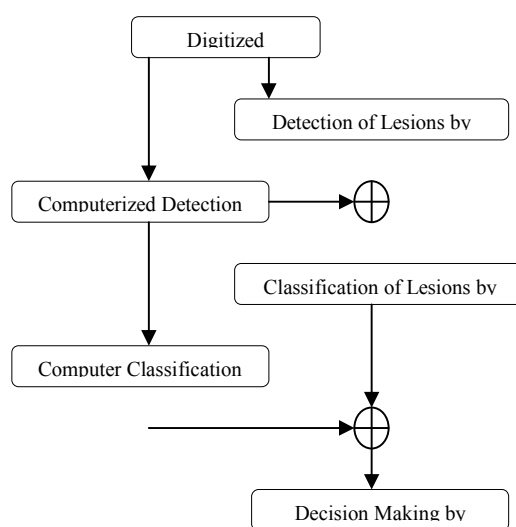 Digitized
Detection of Lesions by
Computerized Detection
Classification of Lesions by
Computer Classification
Decision Making by